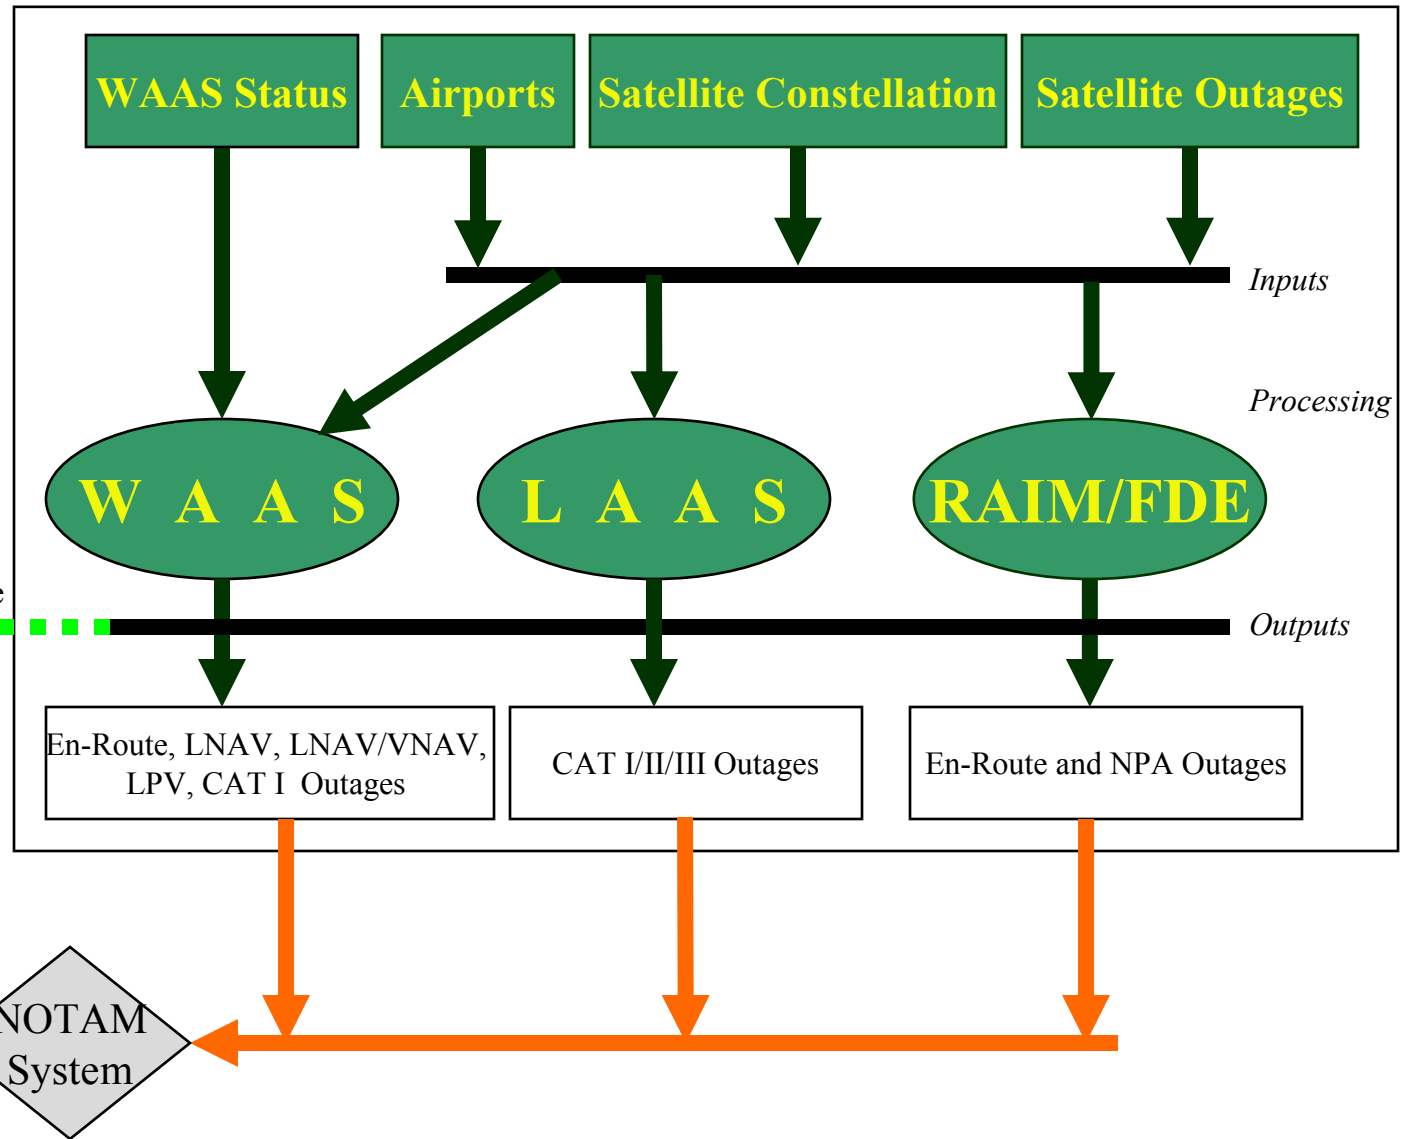 WAAS Status
Airports
Satellite Constellation
Satellite Outages
Inputs
Processing
W A A S
L A A S
RAIM/FDE
Outputs
En-Route, LNAV, LNAV/VNAV,
LPV, CAT I Outages
CAT I/II/III Outages
En-Route and NPA Outages
NOTAM
System